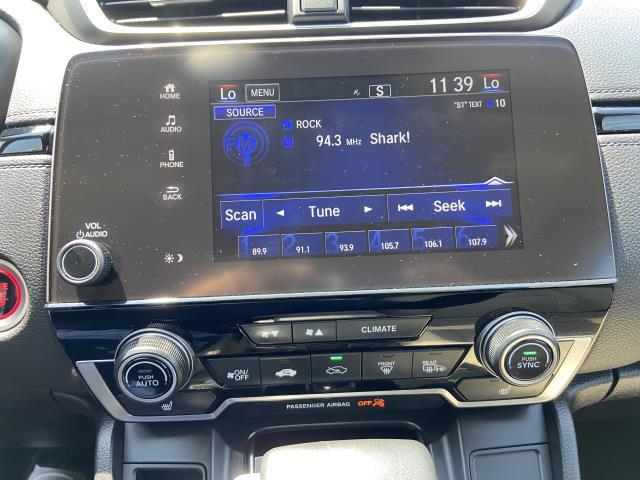 Lo MENU S 11 39 Lo
HOME
"ST" TEXT 10
SOURCE
AUDIO
ROCK
FM 94.3 MHz Shark!
PHONE
BACK
Scan Tune Seek
VOL
AUDIO
1 89.9 2 91.1 3 93.9 4 105.7 5 106.1 6 107.9
CLIMATE
PUSH
AUTO
ON/OFF
FRONT
REAR
PUSH
SYNC
PASSENGER AIRBAG OFF